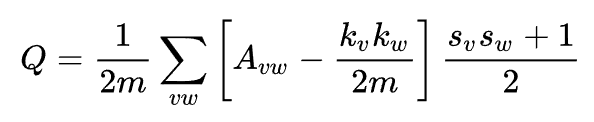 Q = \frac{1}{2m} \sum_{vw} \left[ A_{vw} - \frac{k_v k_w}{2m} \right] \frac{s_v s_w + 1}{2}